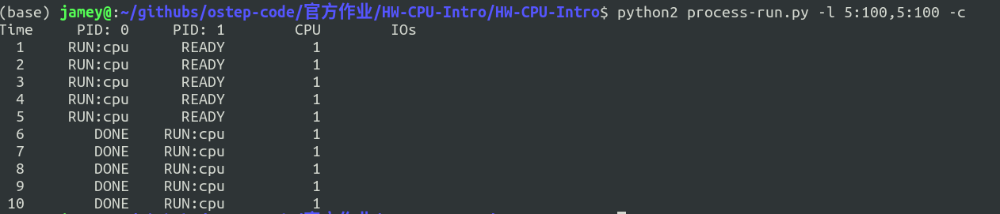 (base) jamey@:~/githubs/ostep-code/官方作业/HW-CPU-Intro/HW-CPU-Intro$ python2 process-run.py -l 5:100,5:100 -c
Time PID: 0 PID: 1 CPU IOs
1 RUN:cpu READY 1
2 RUN:cpu READY 1
3 RUN:cpu READY 1
4 RUN:cpu READY 1
5 RUN:cpu READY 1
6 DONE RUN:cpu 1
7 DONE RUN:cpu 1
8 DONE RUN:cpu 1
9 DONE RUN:cpu 1
10 DONE RUN:cpu 1